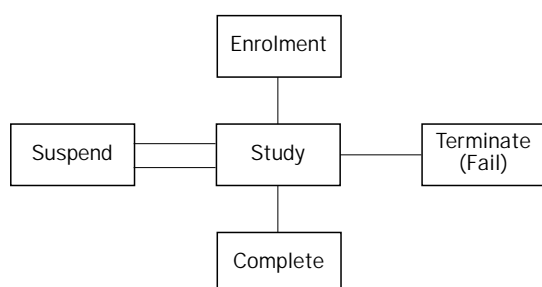 Enrolment
Suspend
Study
Terminate
(Fail)
Complete